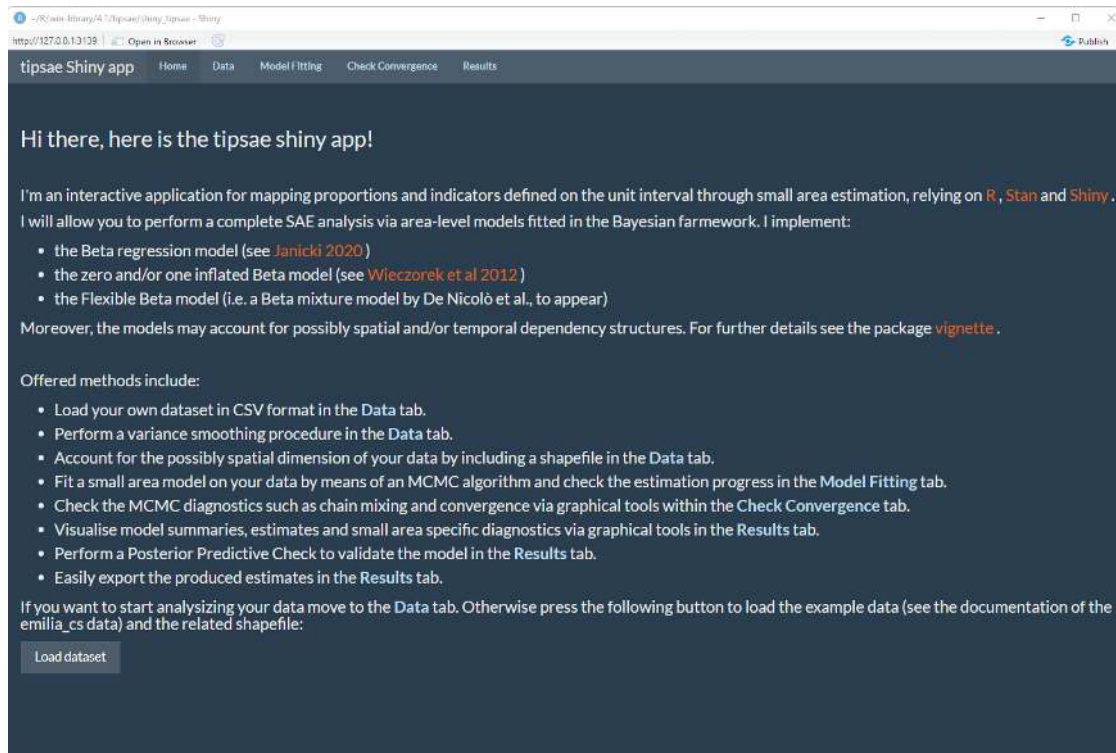 ~/R/win-library/4.1/tipsae/shiny_tipsae - Shiny
http://127.0.0.1:3139 Open in Browser
Publish
tipsae Shiny app Home Data Model Fitting Check Convergence Results
Hi there, here is the tipsae shiny app!
I'm an interactive application for mapping proportions and indicators defined on the unit interval through small area estimation, relying on R , Stan and Shiny .
I will allow you to perform a complete SAE analysis via area-level models fitted in the Bayesian farmework. I implement:
• the Beta regression model (see Janicki 2020 )
• the zero and/or one inflated Beta model (see Wieczorek et al 2012 )
• the Flexible Beta model (i.e. a Beta mixture model by De Nicolò et al., to appear)
Moreover, the models may account for possibly spatial and/or temporal dependency structures. For further details see the package vignette .
Offered methods include:
• Load your own dataset in CSV format in the Data tab.
• Perform a variance smoothing procedure in the Data tab.
• Account for the possibly spatial dimension of your data by including a shapefile in the Data tab.
• Fit a small area model on your data by means of an MCMC algorithm and check the estimation progress in the Model Fitting tab.
• Check the MCMC diagnostics such as chain mixing and convergence via graphical tools within the Check Convergence tab.
• Visualise model summaries, estimates and small area specific diagnostics via graphical tools in the Results tab.
• Perform a Posterior Predictive Check to validate the model in the Results tab.
• Easily export the produced estimates in the Results tab.
If you want to start analysizing your data move to the Data tab. Otherwise press the following button to load the example data (see the documentation of the
emilia_cs data) and the related shapefile:
Load dataset